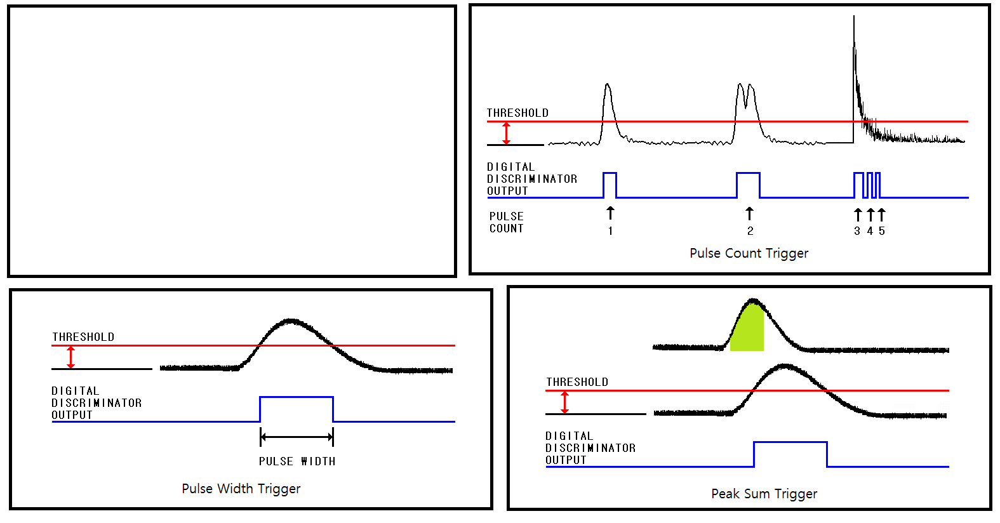 THRESHOLD
DIGITAL
DISCRIMINATOR
OUTPUT
PULSE
COUNT
1
2
3 4 5
Pulse Count Trigger
THRESHOLD
DIGITAL
DISCRIMINATOR
OUTPUT
PULSE WIDTH
Pulse Width Trigger
THRESHOLD
DIGITAL
DISCRIMINATOR
OUTPUT
Peak Sum Trigger